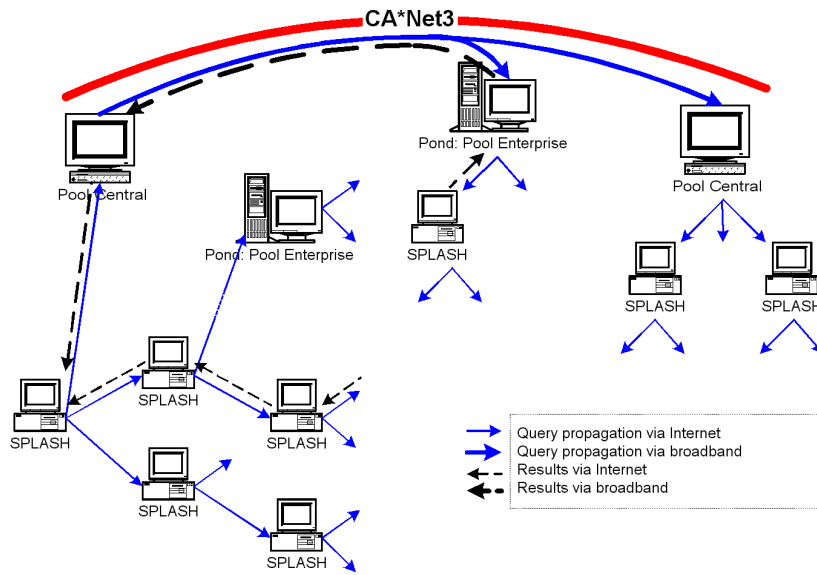 CA*Net3
Pool Central
Pond: Pool Enterprise
Pond: Pool Enterprise
Pool Central
SPLASH
SPLASH
SPLASH
SPLASH
SPLASH
SPLASH
SPLASH
SPLASH
Query propagation via Internet
Query propagation via broadband
Results via Internet
Results via broadband